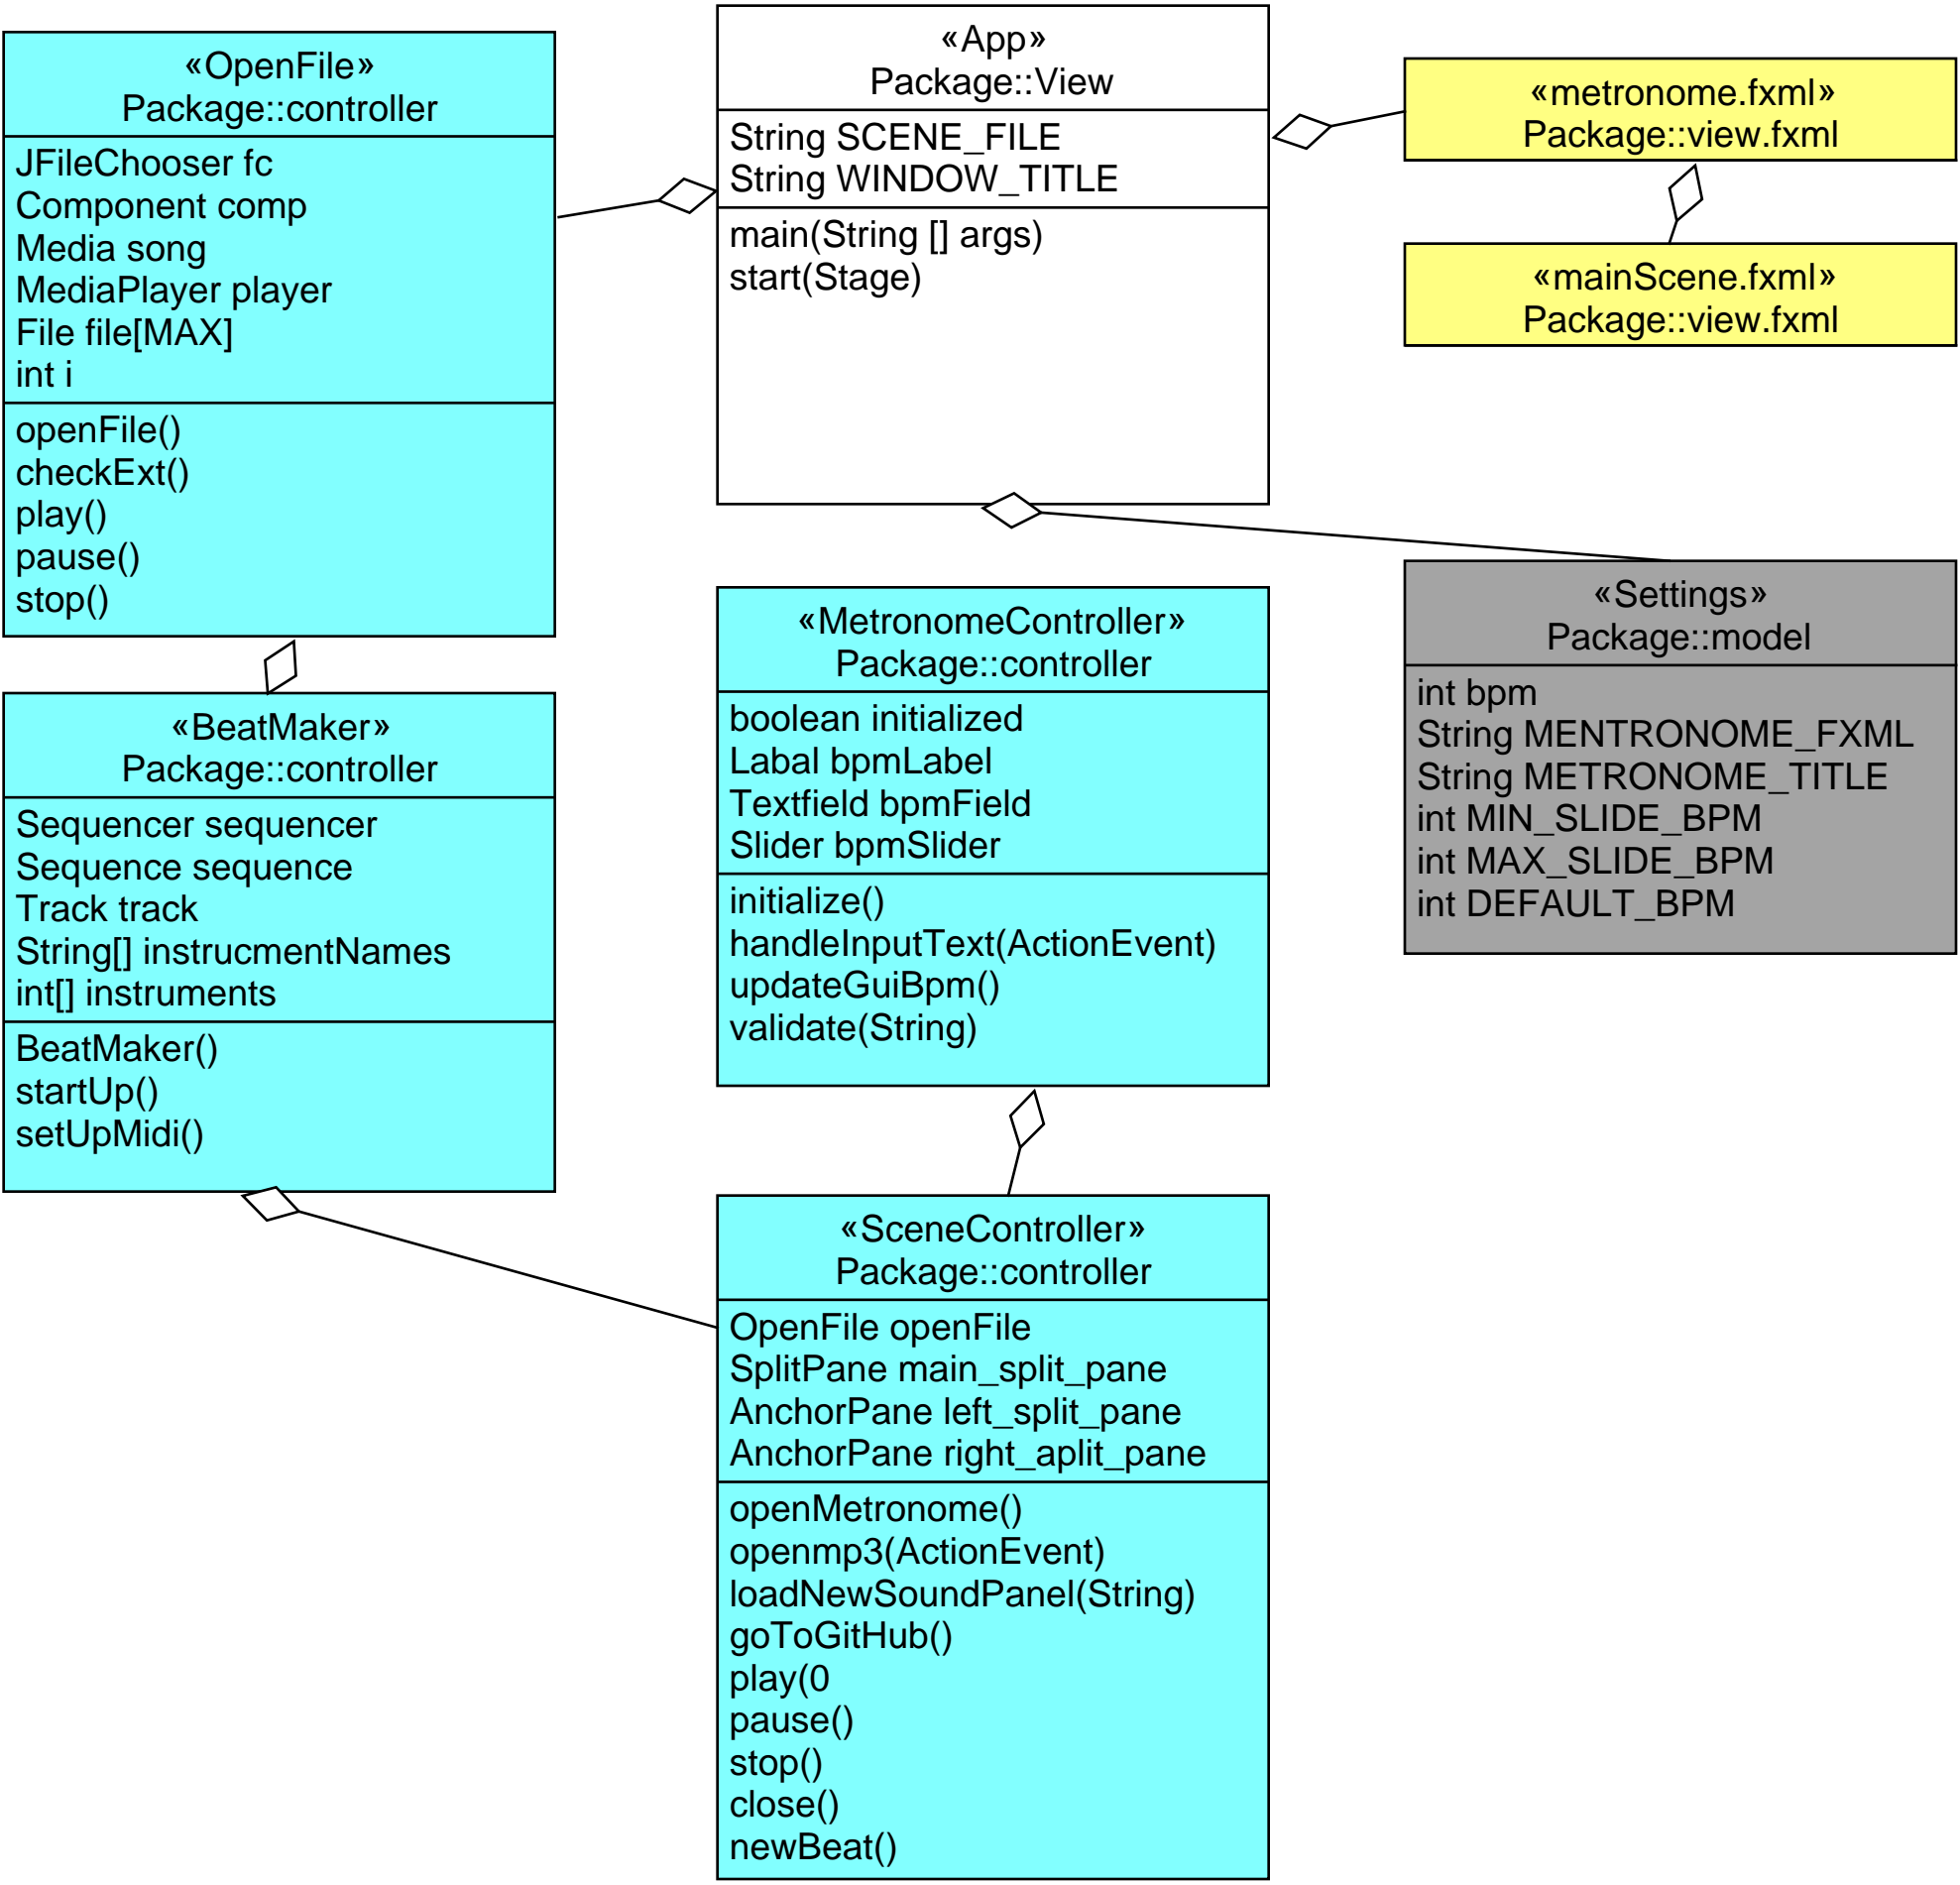 «OpenFile»
Package::controller
JFileChooser fc
Component comp
Media song
MediaPlayer player
File file[MAX]
int i
openFile()
checkExt()
play()
pause()
stop()
«App»
Package::View
String SCENE_FILE
String WINDOW_TITLE
main(String [] args)
start(Stage)
«metronome.fxml»
Package::view.fxml
«mainScene.fxml»
Package::view.fxml
«Settings»
Package::model
int bpm
String MENTRONOME_FXML
String METRONOME_TITLE
int MIN_SLIDE_BPM
int MAX_SLIDE_BPM
int DEFAULT_BPM
«BeatMaker»
Package::controller
Sequencer sequencer
Sequence sequence
Track track
String[] instrucmentNames
int[] instruments
BeatMaker()
startUp()
setUpMidi()
«MetronomeController»
Package::controller
boolean initialized
Labal bpmLabel
Textfield bpmField
Slider bpmSlider
initialize()
handleInputText(ActionEvent)
updateGuiBpm()
validate(String)
«SceneController»
Package::controller
OpenFile openFile
SplitPane main_split_pane
AnchorPane left_split_pane
AnchorPane right_aplit_pane
openMetronome()
openmp3(ActionEvent)
loadNewSoundPanel(String)
goToGitHub()
play(0
pause()
stop()
close()
newBeat()